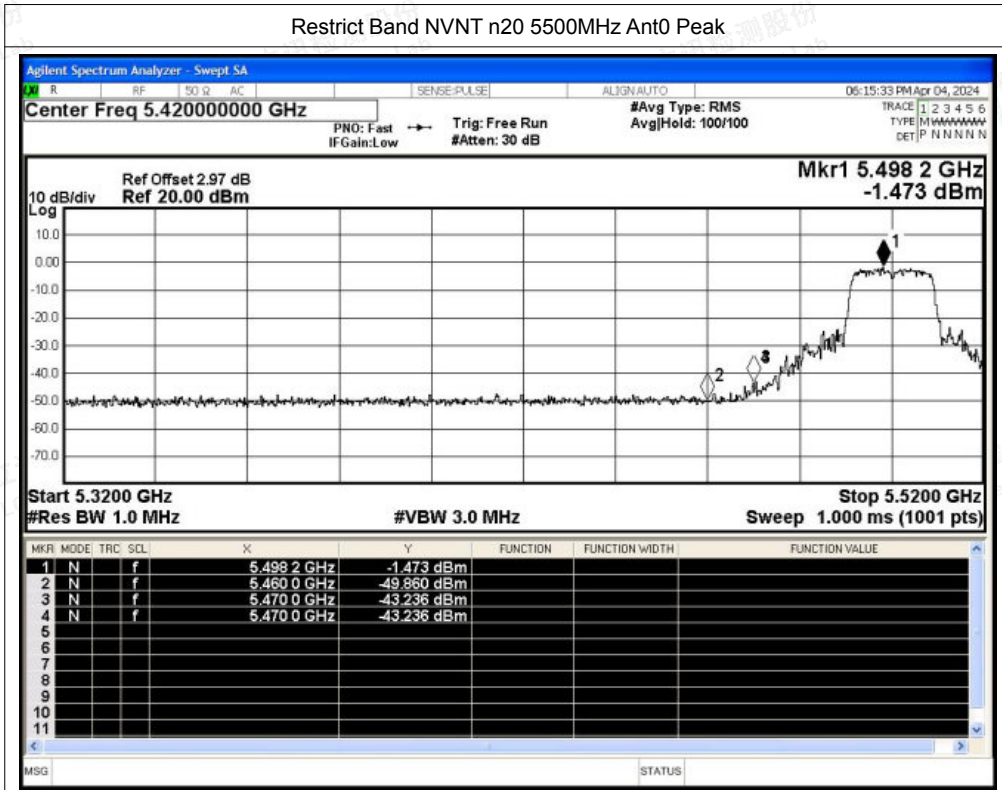 Restrict Band NVNT n20 5500MHz Ant0 Peak
Agilent Spectrum Analyzer - Swept SA
R RF 50 Ω AC SENSE:PULSE ALIGN AUTO 06:15:33 PM Apr 04, 2024
Center Freq 5.420000000 GHz #Avg Type: RMS TRACE 1 2 3 4 5 6
PNO: Fast Trig: Free Run Avg|Hold: 100/100 TYPE M
IFGain:Low #Atten: 30 dB DET P N N N N N
Mkr1 5.498 2 GHz
Ref Offset 2.97 dB
10 dB/div Ref 20.00 dBm -1.473 dBm
Log
10.0
1
0.00
-10.0
-20.0
-30.0
-40.0
2
-50.0
-60.0
-70.0
Start 5.3200 GHz Stop 5.5200 GHz
#Res BW 1.0 MHz #VBW 3.0 MHz Sweep 1.000 ms (1001 pts)
MKR MODE TRC SCL X Y FUNCTION FUNCTION WIDTH FUNCTION VALUE
1 N f 5.498 2 GHz -1.473 dBm
2 N f 5.460 0 GHz -49.860 dBm
3 N f 5.470 0 GHz -43.236 dBm
4 N f 5.470 0 GHz -43.236 dBm
5
6
7
8
9
10
11
MSG STATUS